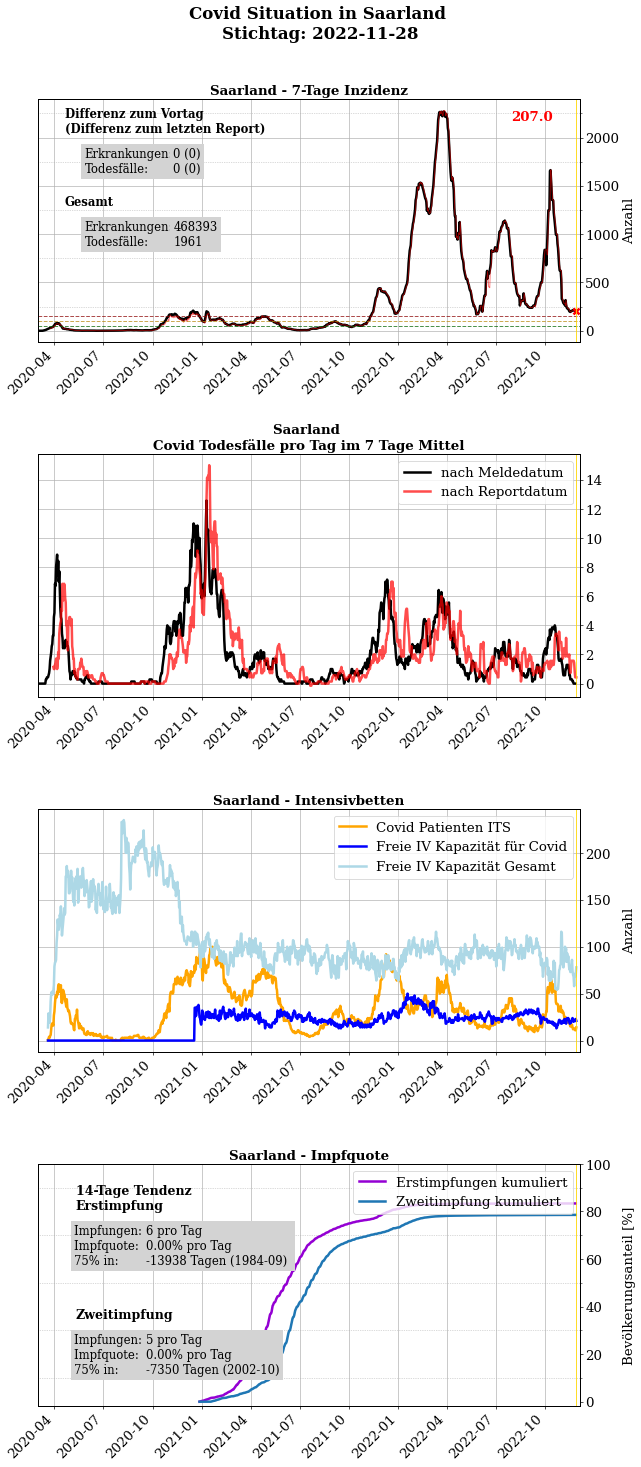 Covid Situation in Saarland
Stichtag: 2022-11-28
Saarland - 7-Tage Inzidenz
Differenz zum Vortag
(Differenz zum letzten Report)
Erkrankungen 0 (0)
Todesfälle: 0 (0)
Gesamt
Erkrankungen 468393
Todesfälle: 1961
207.0
2000
1500
1000
500
0
Anzahl
2020-04 2020-07 2020-10 2021-01 2021-04 2021-07 2021-10 2022-01 2022-04 2022-07 2022-10
Saarland
Covid Todesfälle pro Tag im 7 Tage Mittel
nach Meldedatum
nach Reportdatum
14
12
10
8
6
4
2
0
2020-04 2020-07 2020-10 2021-01 2021-04 2021-07 2021-10 2022-01 2022-04 2022-07 2022-10
Saarland - Intensivbetten
Covid Patienten ITS
Freie IV Kapazität für Covid
Freie IV Kapazität Gesamt
200
150
100
50
0
Anzahl
2020-04 2020-07 2020-10 2021-01 2021-04 2021-07 2021-10 2022-01 2022-04 2022-07 2022-10
Saarland - Impfquote
14-Tage Tendenz
Erstimpfung
Impfungen: 6 pro Tag
Impfquote: 0.00% pro Tag
75% in: -13938 Tagen (1984-09)
Zweitimpfung
Impfungen: 5 pro Tag
Impfquote: 0.00% pro Tag
75% in: -7350 Tagen (2002-10)
Erstimpfungen kumuliert
Zweitimpfung kumuliert
100
80
60
40
20
0
Bevölkerungsanteil [%]
2020-04 2020-07 2020-10 2021-01 2021-04 2021-07 2021-10 2022-01 2022-04 2022-07 2022-10